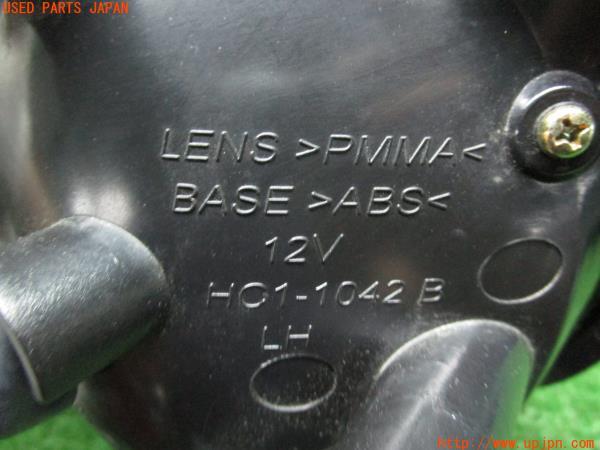 USED PARTS JAPAN
LENS >PMMA<
BASE >ABS<
12V
HC1-1042 B
LH
http://www.upjpn.com